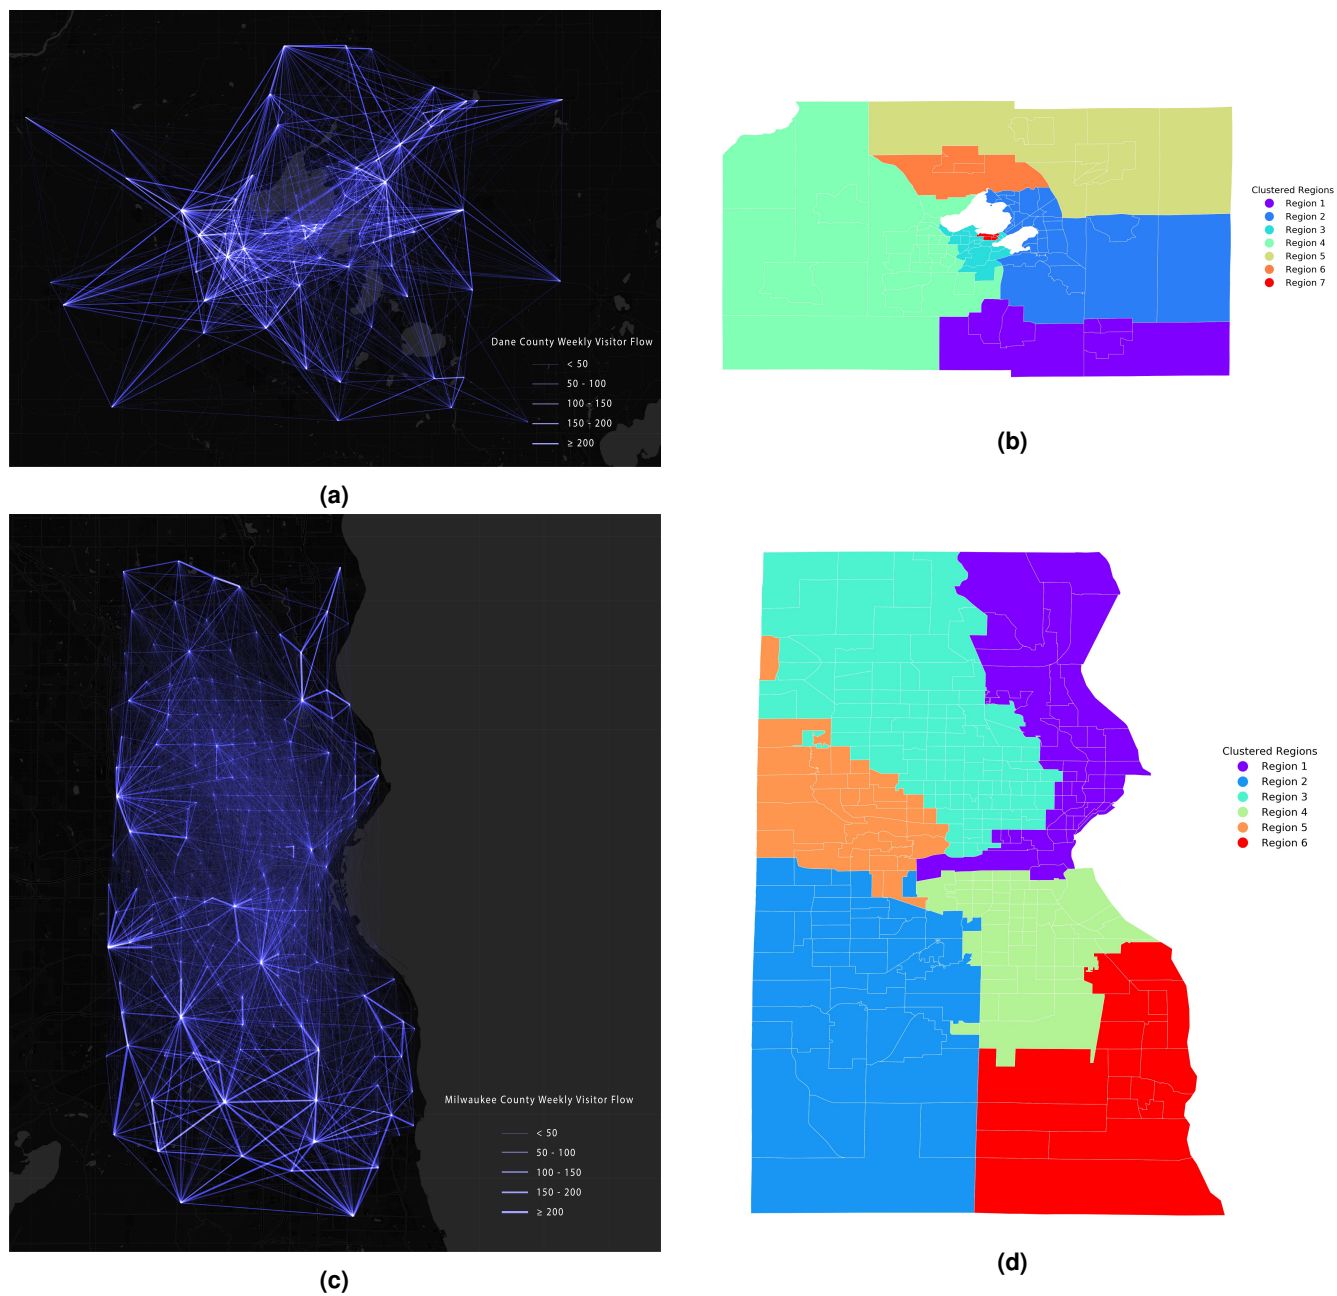 Dane County Weekly Visitor Flow
< 50
50 - 100
100 - 150
150 - 200
≥ 200
(a)
Clustered Regions
Region 1
Region 2
Region 3
Region 4
Region 5
Region 6
Region 7
(b)
Milwaukee County Weekly Visitor Flow
< 50
50 - 100
100 - 150
150 - 200
≥ 200
(c)
Clustered Regions
Region 1
Region 2
Region 3
Region 4
Region 5
Region 6
(d)